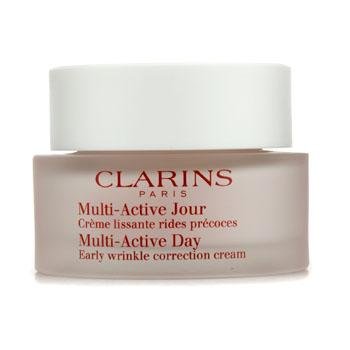 CLARINS
PARIS
Multi-Active Jour
Crème lissante rides précoces
Multi-Active Day
Early wrinkle correction cream